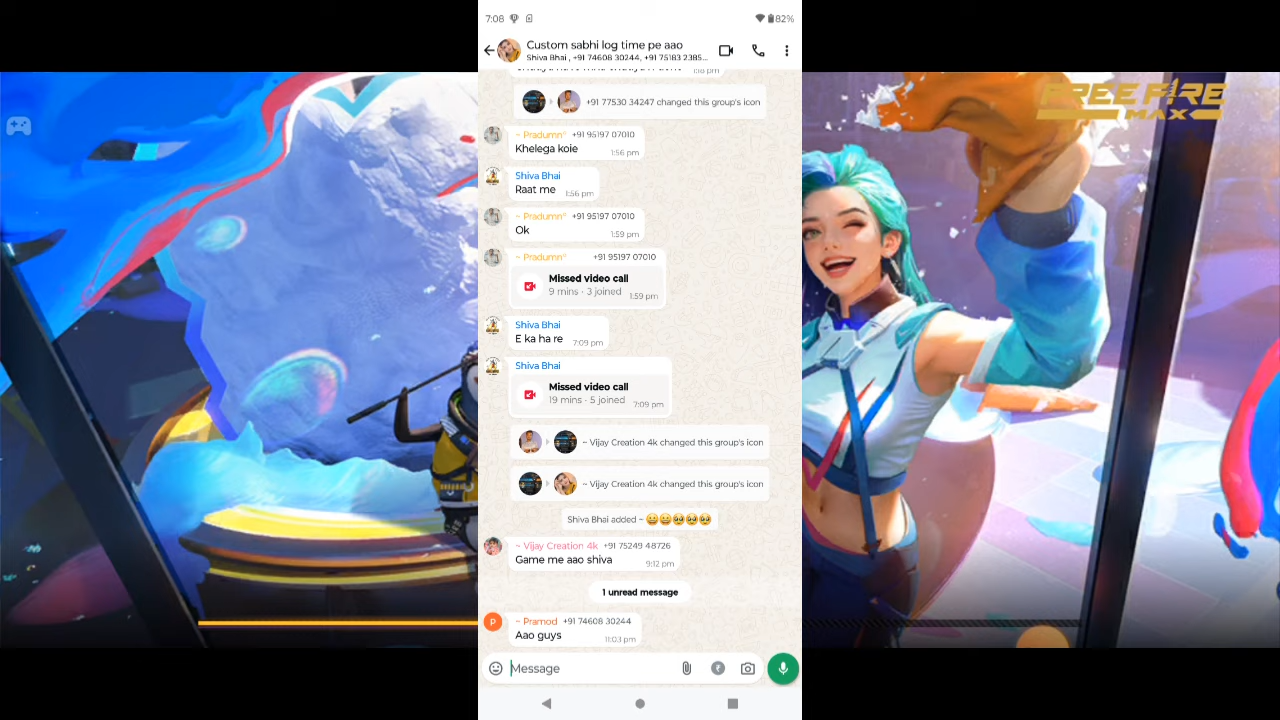 7:08
82%
Custom sabhi log time pe aao
Shiva Bhai , +91 74608 30244, +91 75183 2385...
1:16 pm
+91 77530 34247 changed this group's icon
~ Pradumn° +91 95197 07010
Khelega koie
1:56 pm
Shiva Bhai
Raat me
1:56 pm
~ Pradumn° +91 95197 07010
Ok
1:59 pm
~ Pradumn° +91 95197 07010
Missed video call
9 mins · 3 joined
1:59 pm
Shiva Bhai
E ka ha re
7:09 pm
Shiva Bhai
Missed video call
19 mins · 5 joined
7:09 pm
~ Vijay Creation 4k changed this group's icon
~ Vijay Creation 4k changed this group's icon
Shiva Bhai added ~ 😀😀🥹🥹🥹
~ Vijay Creation 4k +91 75249 48726
Game me aao shiva
9:12 pm
1 unread message
P
~ Pramod +91 74608 30244
Aao guys
11:03 pm
Message
FREE FIRE
MAX